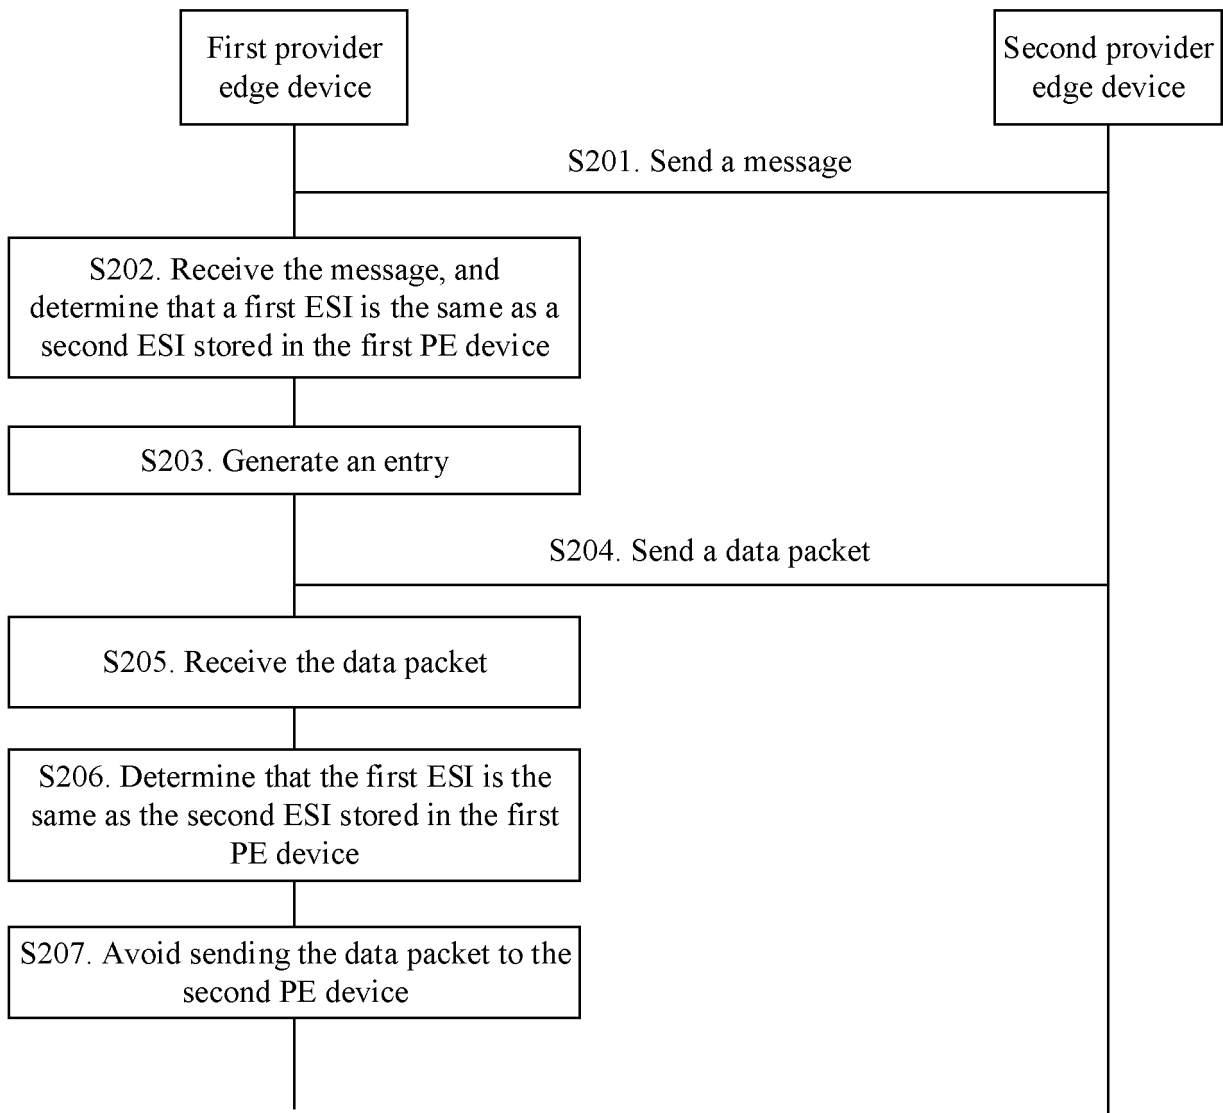 First provider
edge device
Second provider
edge device
S201. Send a message
S202. Receive the message, and
determine that a first ESI is the same as a
second ESI stored in the first PE device
S203. Generate an entry
S204. Send a data packet
S205. Receive the data packet
S206. Determine that the first ESI is the
same as the second ESI stored in the first
PE device
S207. Avoid sending the data packet to the
second PE device